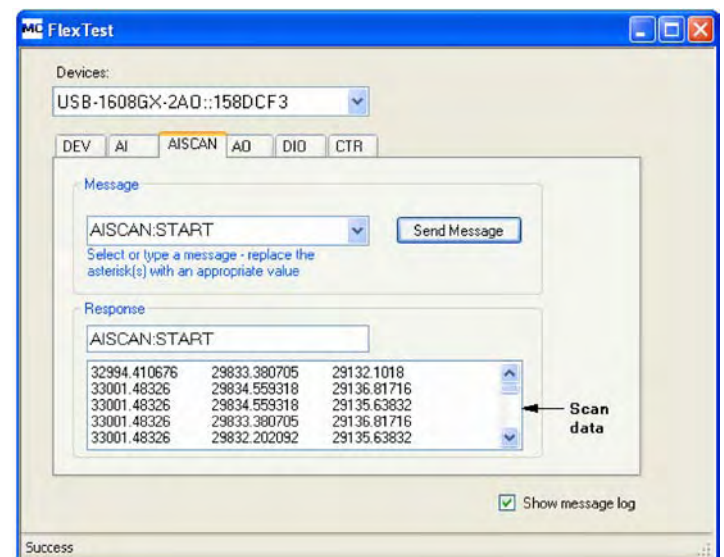 MC FlexTest
Devices:
USB-1608GX-2AO::158DCF3
DEV AI AISCAN AO DIO CTR
Message
AISCAN:START
Send Message
Select or type a message - replace the
asterisk(s) with an appropriate value
Response
AISCAN:START
32994.410676 29833.380705 29132.1018
33001.48326 29834.559318 29136.81716
33001.48326 29834.559318 29135.63832
33001.48326 29833.380705 29136.81716
33001.48326 29832.202092 29135.63832
Scan
data
Show message log
Success